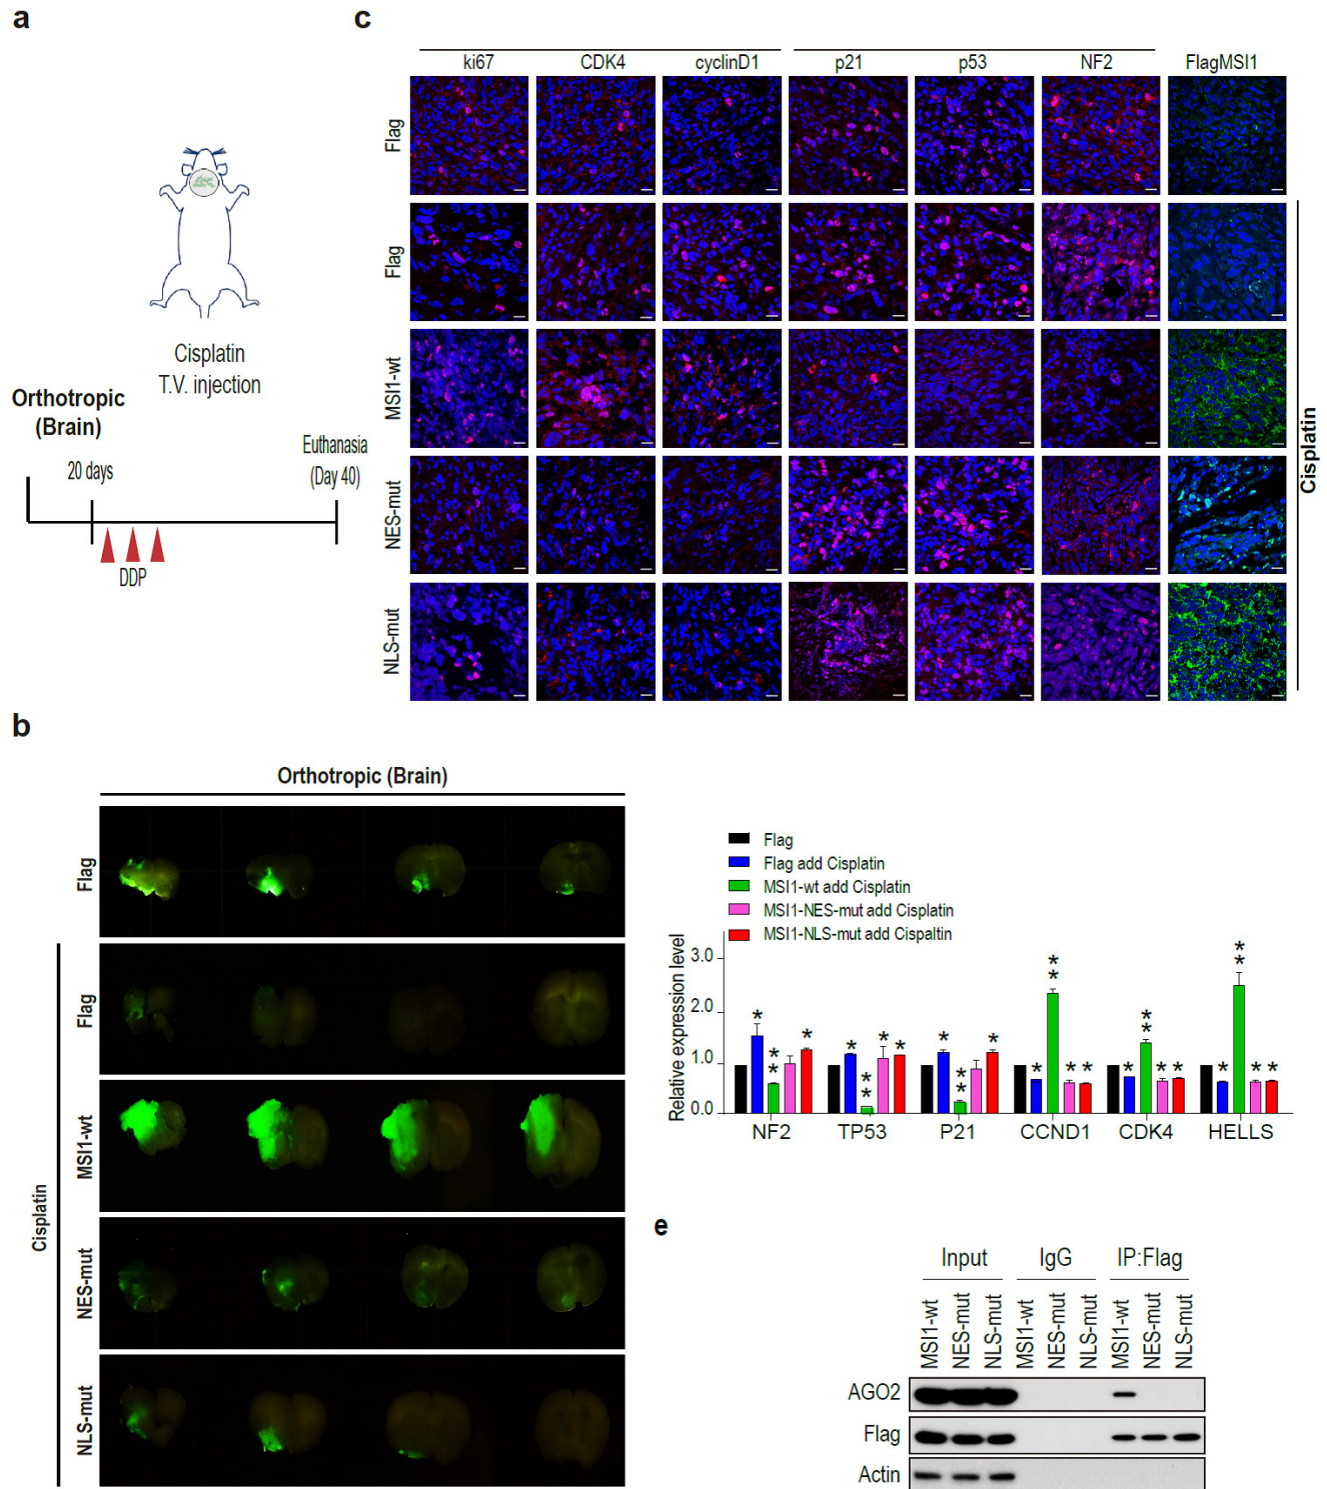 a
Cisplatin
T.V. injection
Orthotropic
(Brain)
20 days
Euthanasia
(Day 40)
DDP
c
ki67 CDK4 cyclinD1 p21 p53 NF2 FlagMSI1
Flag
Flag
MSI1-wt
NES-mut
NLS-mut
Cisplatin
b
Orthotropic (Brain)
Flag
Flag
MSI1-wt
NES-mut
NLS-mut
Cisplatin
Flag
Flag add Cisplatin
MSI1-wt add Cisplatin
MSI1-NES-mut add Cisplatin
MSI1-NLS-mut add Cispaltin
Relative expression level
3.0
2.0
1.0
0.0
* ** * * ** * * * ** * ** * * * ** * * * ** * *
NF2 TP53 P21 CCND1 CDK4 HELLS
e
Input IgG IP:Flag
MSI1-wt NES-mut NLS-mut MSI1-wt NES-mut NLS-mut MSI1-wt NES-mut NLS-mut
AGO2
Flag
Actin